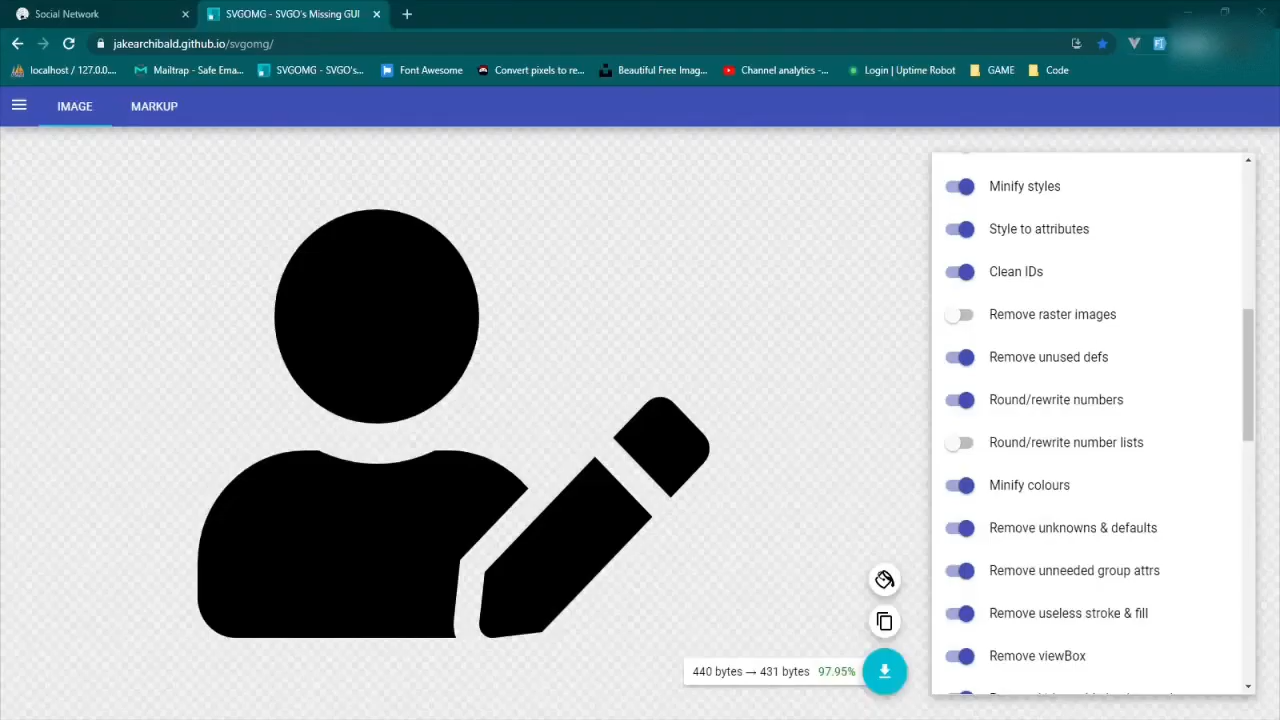 Social Network
SVGOMG - SVGO's Missing GUI
jakearchibald.github.io/svgomg/
localhost / 127.0.0....
Mailtrap - Safe Ema...
SVGOMG - SVGO's...
Font Awesome
Convert pixels to re...
Beautiful Free Imag...
Channel analytics -...
Login | Uptime Robot
GAME
Code
IMAGE
MARKUP
Minify styles
Style to attributes
Clean IDs
Remove raster images
Remove unused defs
Round/rewrite numbers
Round/rewrite number lists
Minify colours
Remove unknowns & defaults
Remove unneeded group attrs
Remove useless stroke & fill
Remove viewBox
440 bytes → 431 bytes 97.95%